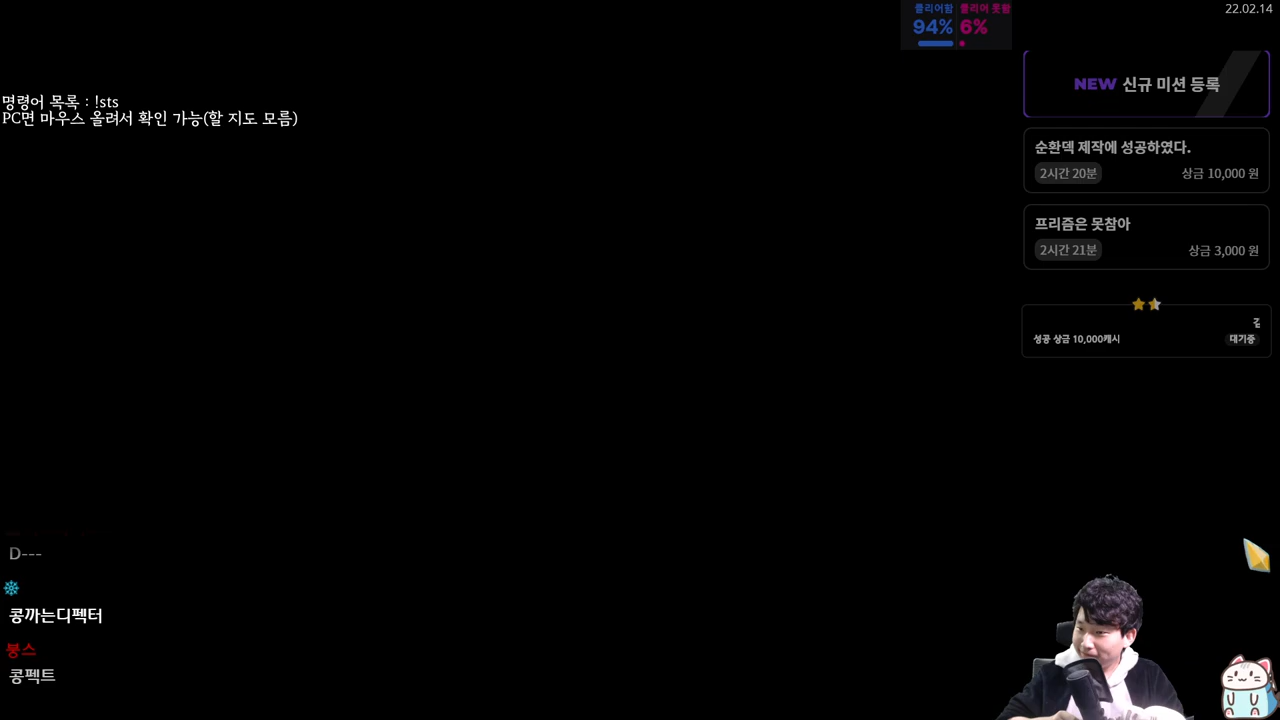 클리어함 클리어 못함
94% 6%
22.02.14
명령어 목록 : !sts
PC면 마우스 올려서 확인 가능(할 지도 모름)
NEW 신규 미션 등록
순환덱 제작에 성공하였다.
2시간 20분 상금 10,000 원
프리즘은 못참아
2시간 21분 상금 3,000 원
성공 상금 10,000캐시 대기중
D---
콩까는디펙터
붕스
콩펙트